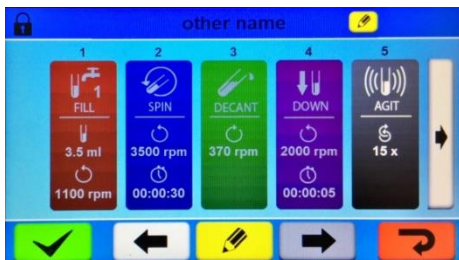 other name
1 2 3 4 5
1
FILL SPIN DECANT DOWN AGIT
3.5 ml 3500 rpm 370 rpm 2000 rpm 15 x
1100 rpm 00:00:30 00:00:05